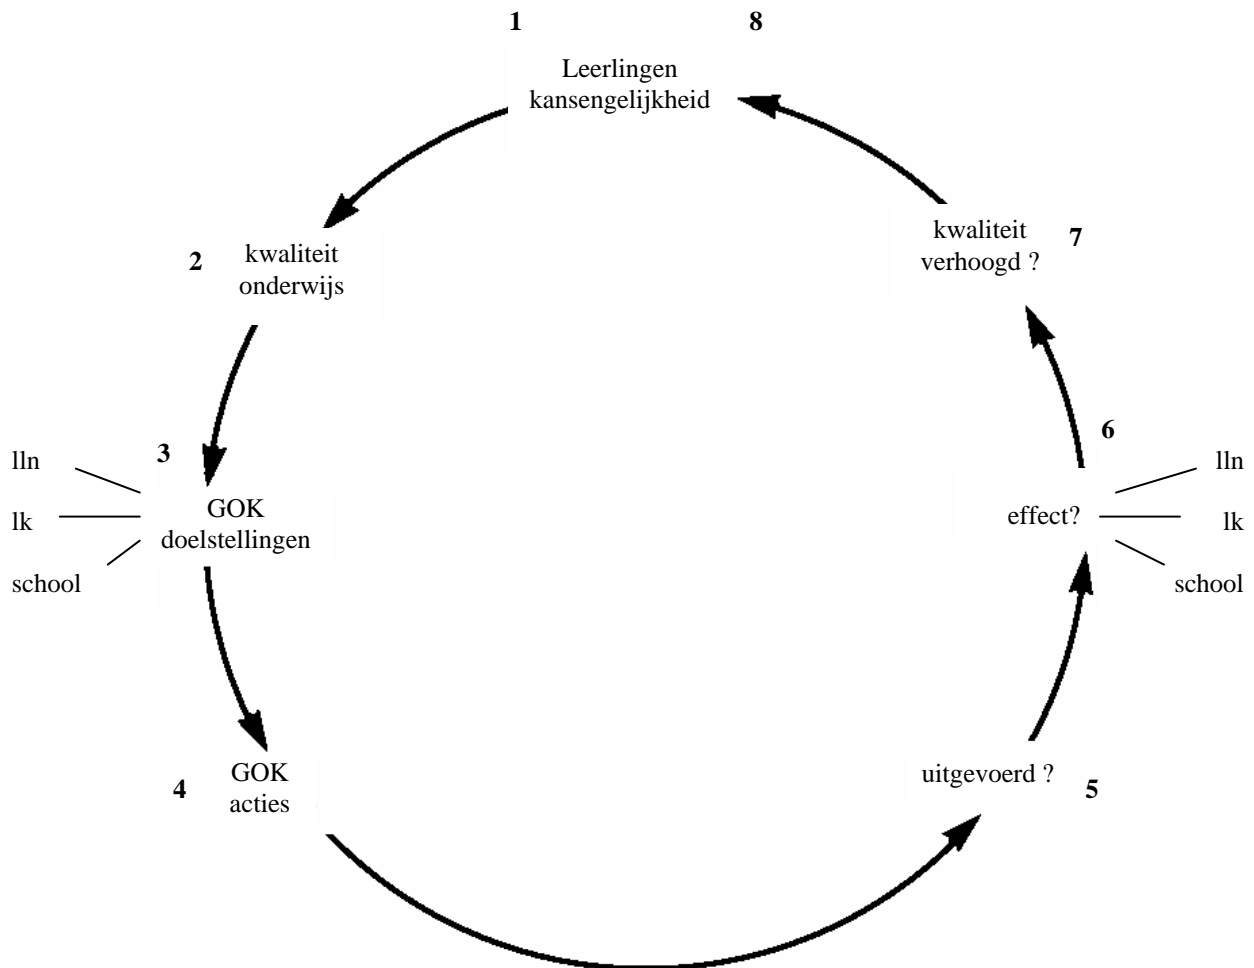 1
8
Leerlingen
kansengelijkheid
kwaliteit
verhoogd ?
7
2
kwaliteit
onderwijs
3
lln
lk
school
GOK
doelstellingen
6
effect?
lln
lk
school
4
GOK
acties
uitgevoerd ?
5